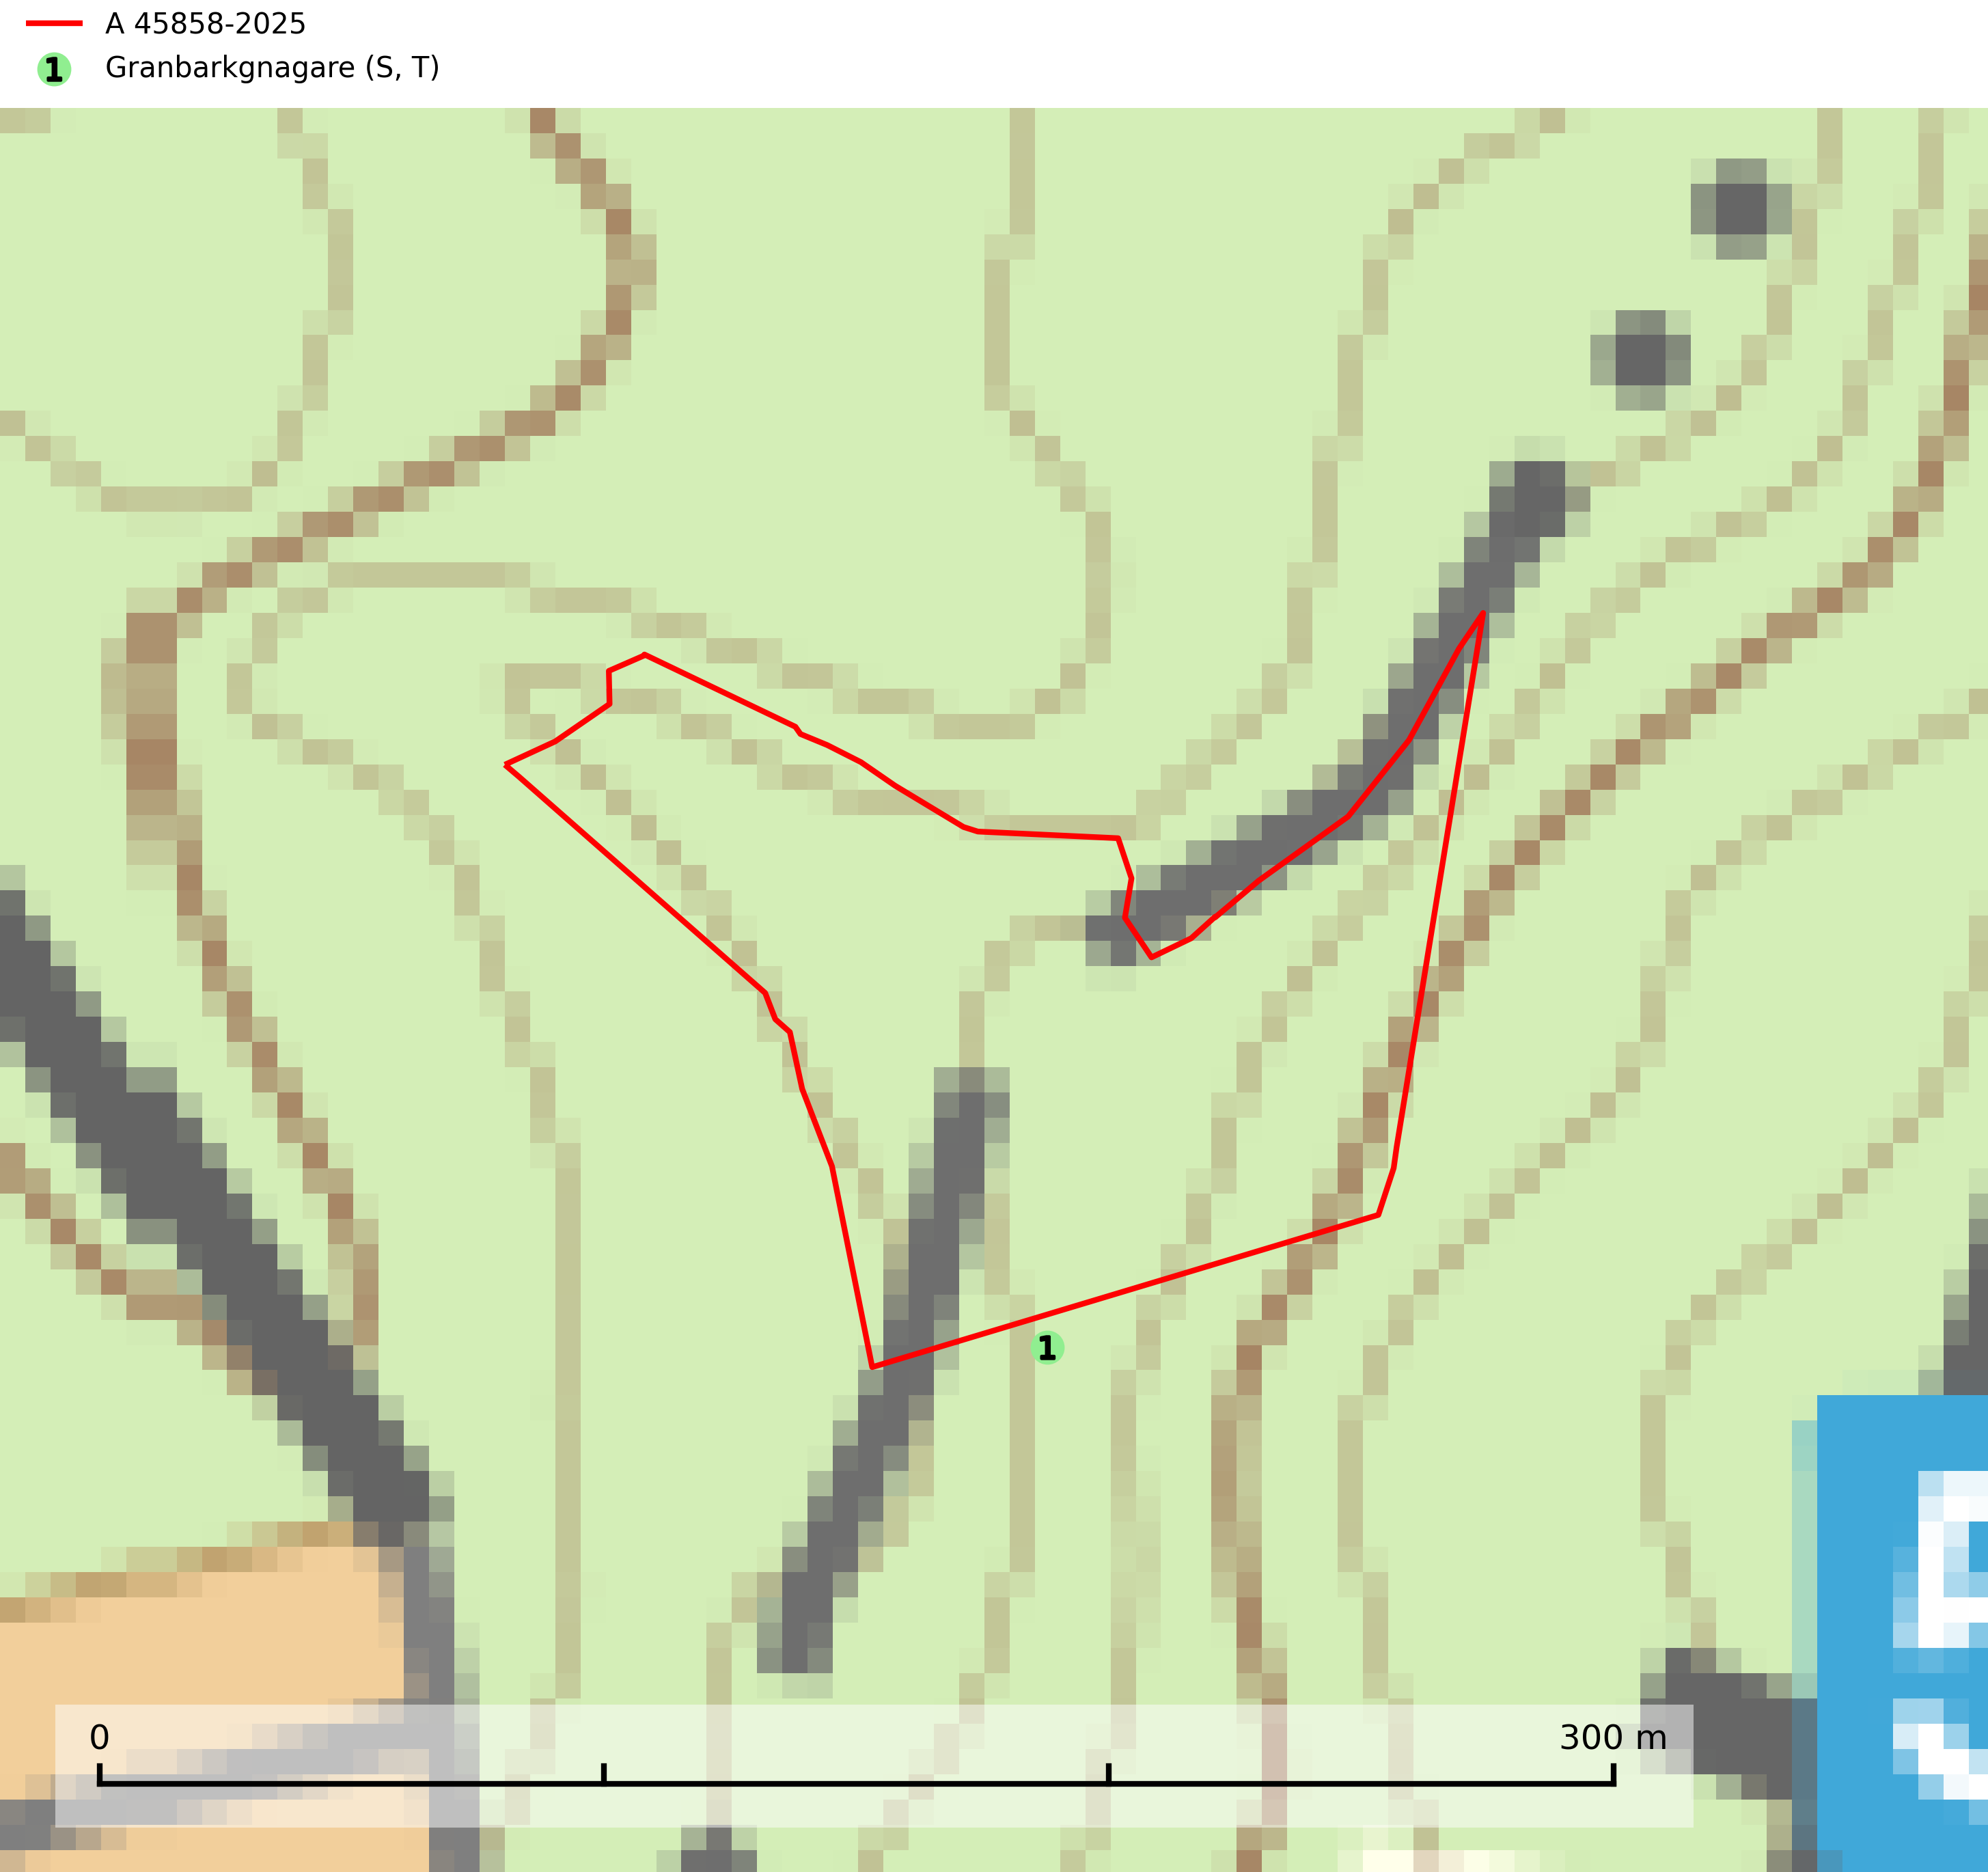 A 45858-2025
1 Granbarkgnagare (S, T)
1
0 300 m